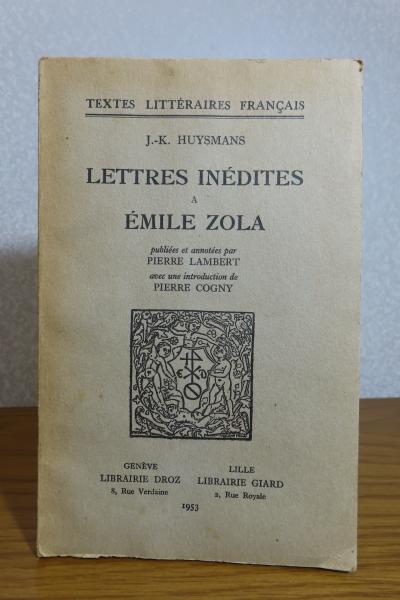 TEXTES LITTÉRAIRES FRANÇAIS
J.-K. HUYSMANS
LETTRES INÉDITES
A
ÉMILE ZOLA
publiées et annotées par
PIERRE LAMBERT
avec une introduction de
PIERRE COGNY
GENÈVE
LIBRAIRIE DROZ
8, Rue Verdaine
LILLE
LIBRAIRIE GIARD
2, Rue Royale
1953